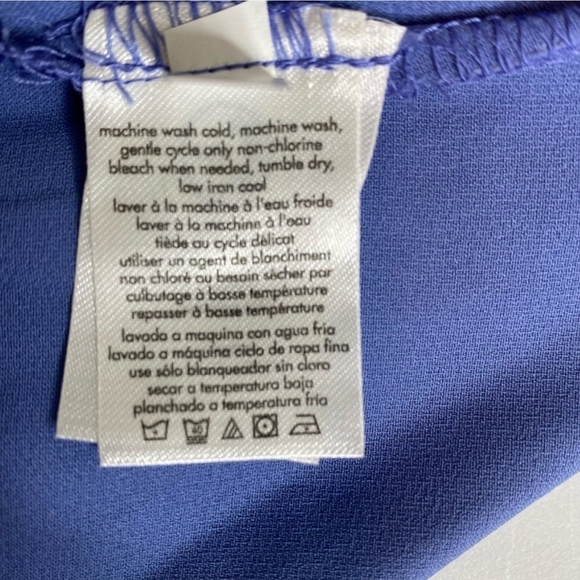 machine wash cold, machine wash,
gentle cycle only non-chlorine
bleach when needed, tumble dry,
low iron cool
laver à la machine à l'eau froide
laver à la machine à l'eau
tiède au cycle délicat
utiliser un agent de blanchiment
non chloré au besoin sècher par
culbutage à basse température
repasser à basse température
lavado a maquina con agua fria
lavado a máquina ciclo de ropa fina
use sólo blanqueador sin cloro
secar a temperatura baja
planchado a temperatura fría